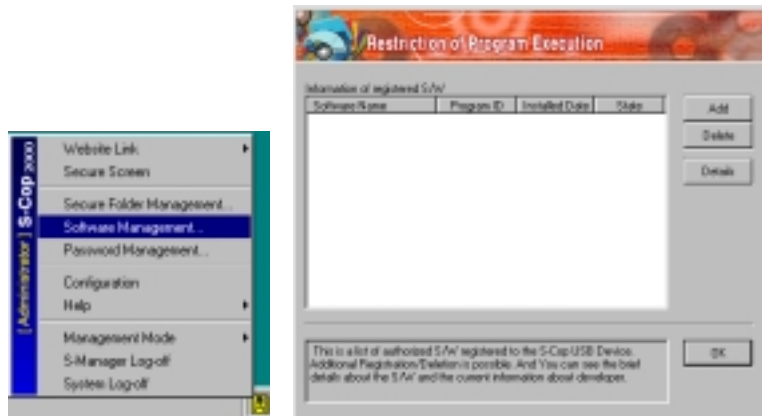 [Administrator] S-Cop 2000
Website Link
Secure Screen
Secure Folder Management...
Software Management...
Password Management...
Configuration
Help
Management Mode
S-Manager Log-off
System Log-off
Restriction of Program Execution
Information of registered S/W
Software Name Program ID Installed Date State
Add
Delete
Details
This is a list of authorized S/W registered to the S-Cop USB Device.
Additional Registration/Deletion is possible. And You can see the brief
details about the S/W and the current information about developer.
OK